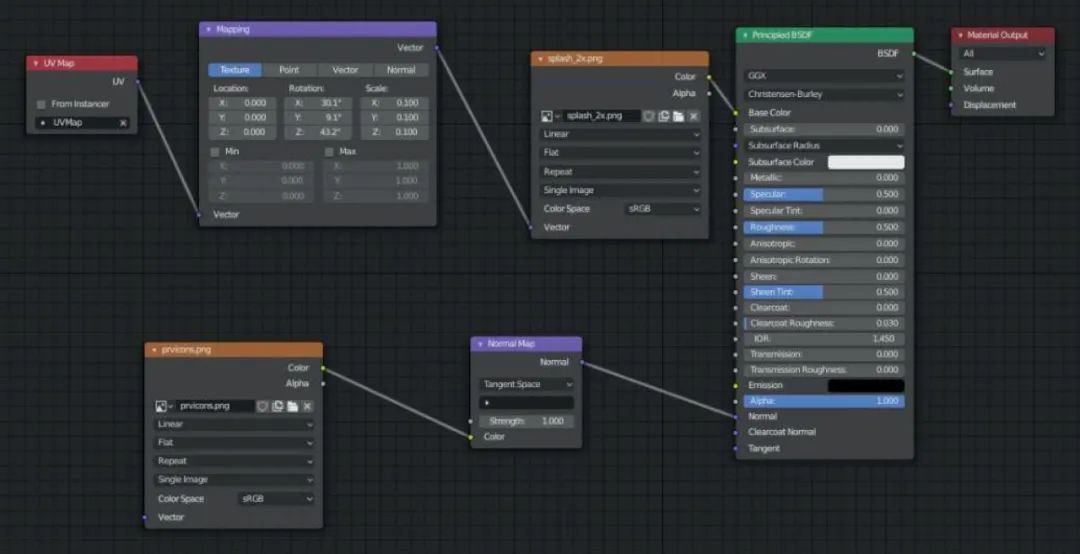 UV Map
UV
From Instancer
UVMap
Mapping
Vector
Texture Point Vector Normal
Location: Rotation: Scale:
X: 0.000 X: 30.1° X: 0.100
Y: 0.000 Y: 9.1° Y: 0.100
Z: 0.000 Z: 43.2° Z: 0.100
Min Max
X: 0.000 X: 1.000
Y: 0.000 Y: 1.000
Z: 0.000 Z: 1.000
Vector
splash_2x.png
Color
Alpha
splash_2x.png
Linear
Flat
Repeat
Single Image
Color Space sRGB
Vector
Principled BSDF
BSDF
GGX
Christensen-Burley
Base Color
Subsurface: 0.000
Subsurface Radius
Subsurface Color
Metallic: 0.000
Specular: 0.500
Specular Tint: 0.000
Roughness: 0.500
Anisotropic: 0.000
Anisotropic Rotation: 0.000
Sheen: 0.000
Sheen Tint: 0.500
Clearcoat: 0.000
Clearcoat Roughness: 0.030
IOR: 1.450
Transmission: 0.000
Transmission Roughness: 0.000
Emission
Alpha: 1.000
Normal
Clearcoat Normal
Tangent
Material Output
All
Surface
Volume
Displacement
prvicons.png
Color
Alpha
prvicons.png
Linear
Flat
Repeat
Single Image
Color Space sRGB
Vector
Normal Map
Normal
Tangent Space
Strength: 1.000
Color